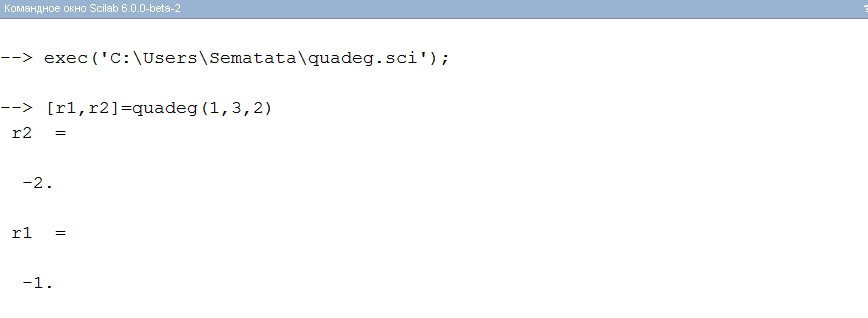 Командное окно Scilab 6.0.0-beta-2 ?
--> exec('C:\Users\Sematata\quadeg.sci');
--> [r1,r2]=quadeg(1,3,2)
r2 =
-2.
r1 =
-1.